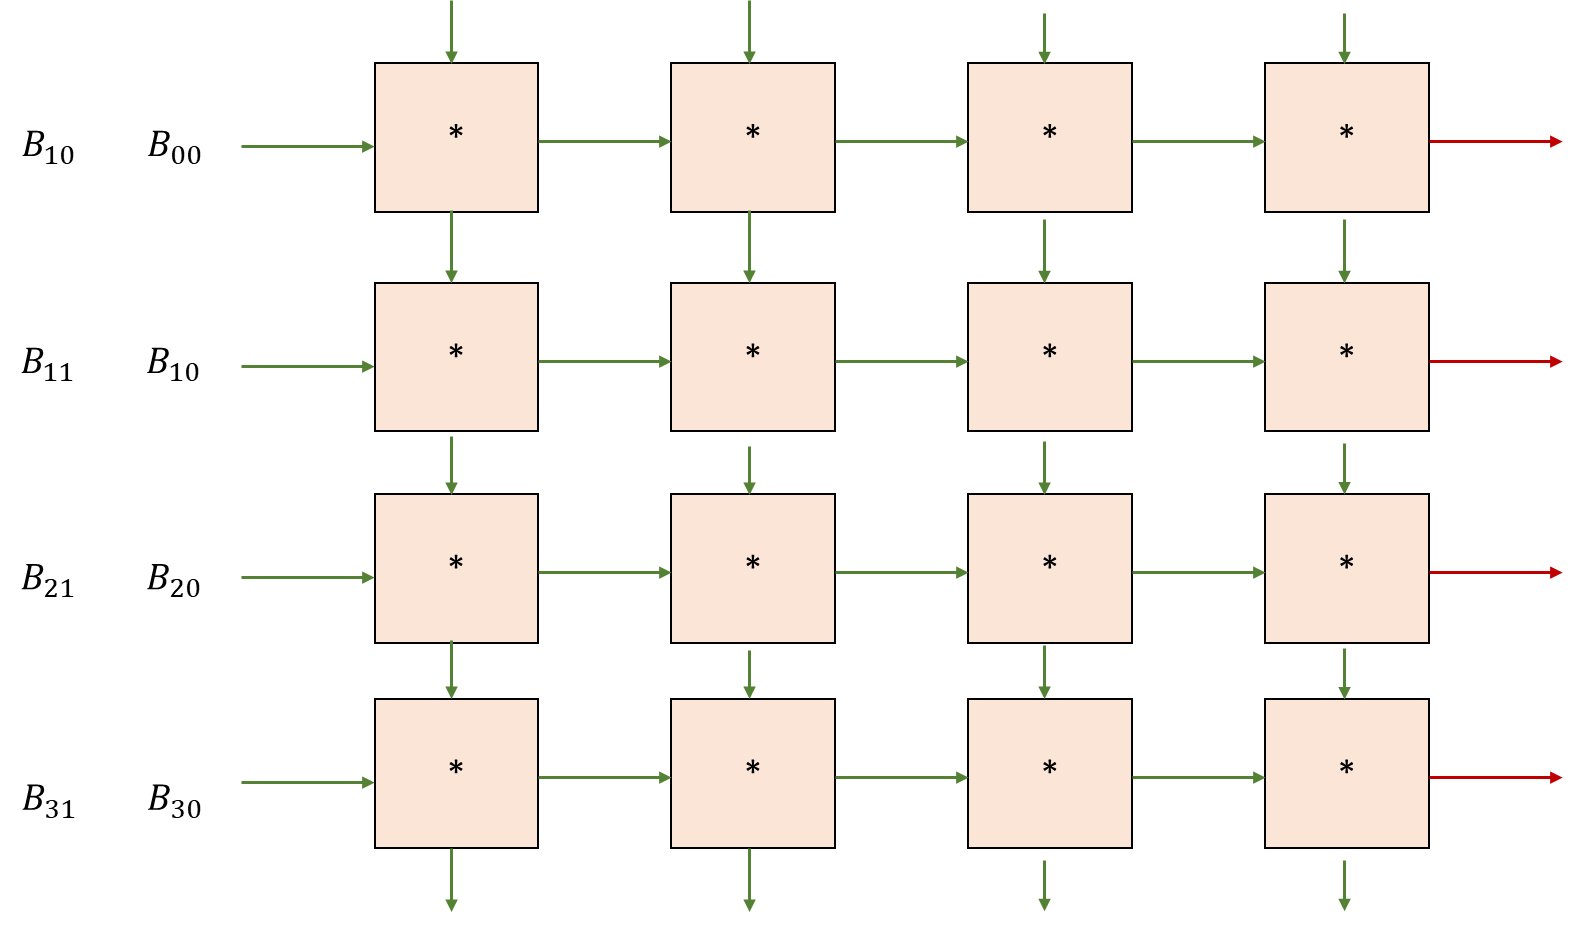 B₁₀ B₀₀ * * * *
B₁₁ B₁₀ * * * *
B₂₁ B₂₀ * * * *
B₃₁ B₃₀ * * * *